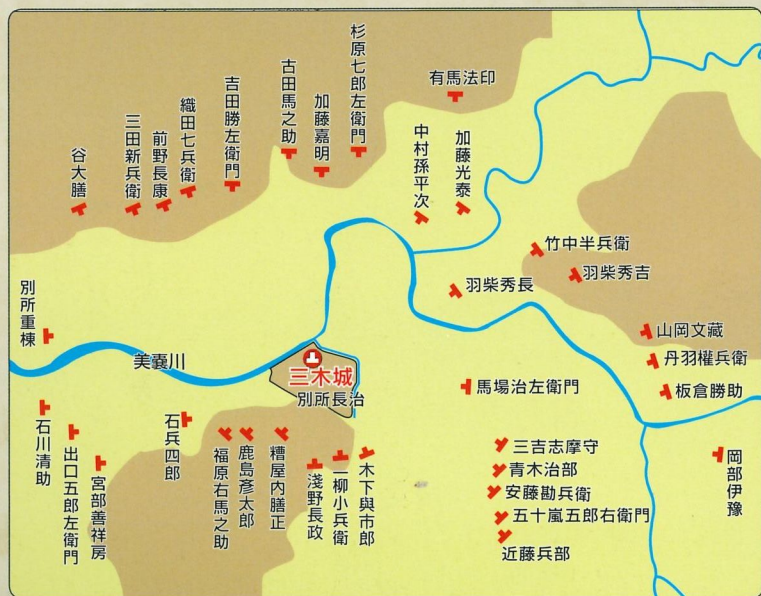 杉原七郎左衛門
有馬法印
古田馬之助
加藤嘉明
吉田勝左衛門
織田七兵衛
三田新兵衛
前野長康
谷大膳
中村孫平次
加藤光泰
竹中半兵衛
羽柴秀吉
羽柴秀長
別所重棟
山岡文藏
美嚢川
三木城
別所長治
丹羽權兵衛
馬場治左衛門
板倉勝助
石川清助
石兵四郎
出口五郎左衛門
宮部善祥房
福原右馬之助
鹿島彥太郎
糟屋内膳正
淺野長政
一柳小兵衛
木下與市郎
三吉志摩守
青木治部
安藤勘兵衛
五十嵐五郎右衛門
近藤兵部
岡部伊豫